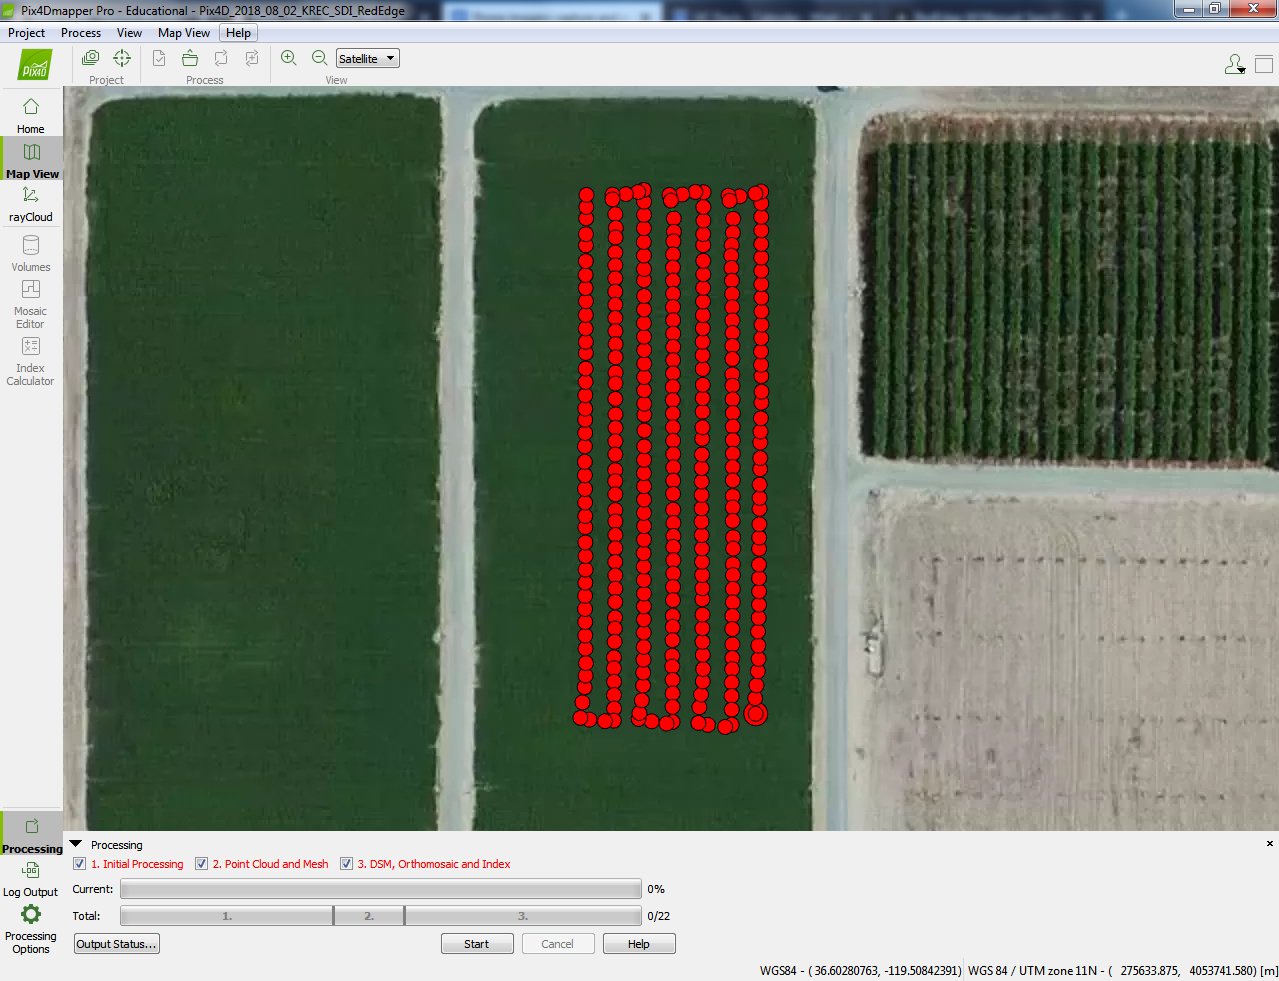 Pix4Dmapper Pro - Educational - Pix4D_2018_08_02_KREC_SDI_RedEdge
Project Process View Map View Help
PIX4D
Satellite
Project Process View
Home
Map View
rayCloud
Volumes
Mosaic
Editor
Index
Calculator
Processing
Log Output
Processing
Options
LOG
Processing
1. Initial Processing 2. Point Cloud and Mesh 3. DSM, Orthomosaic and Index
Current: 0%
Total: 1. 2. 3. 0/22
Output Status... Start Cancel Help
WGS84 - ( 36.60280763, -119.50842391) WGS 84 / UTM zone 11N - ( 275633.875, 4053741.580) [m]